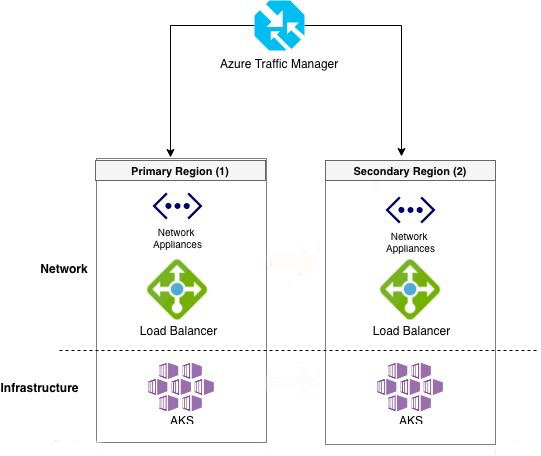 Azure Traffic Manager
Primary Region (1)
Secondary Region (2)
Network
Appliances
Network
Appliances
Network
Load Balancer
Load Balancer
Infrastructure
AKS
AKS